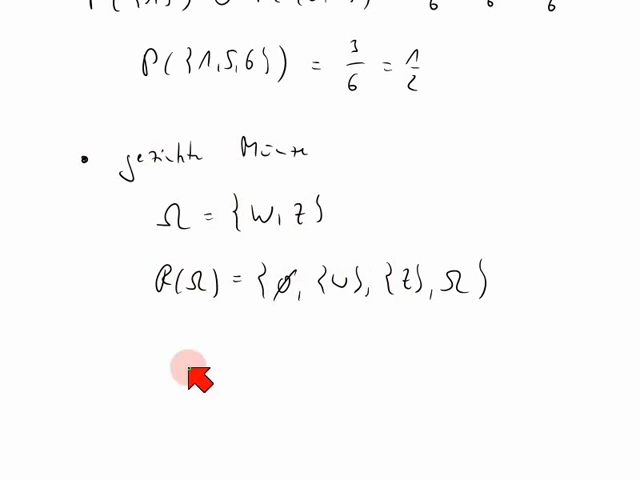 P({1,5,6}) = 3/6 = 1/2
• gezinkte Münze
Ω = {W, Z}
P(Ω) = {∅, {W}, {Z}, Ω}